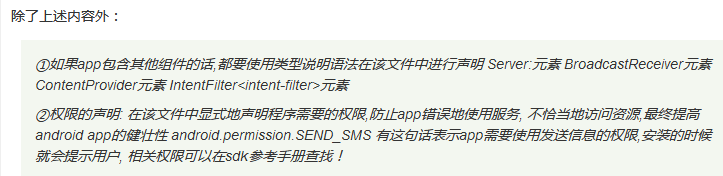 除了上述内容外：
①如果app包含其他组件的话,都要使用类型说明语法在该文件中进行声明 Server:元素 BroadcastReceiver元素
ContentProvider元素 IntentFilter<intent-filter>元素
②权限的声明: 在该文件中显式地声明程序需要的权限,防止app错误地使用服务, 不恰当地访问资源,最终提高
android app的健壮性 android.permission.SEND_SMS 有这句话表示app需要使用发送信息的权限,安装的时候
就会提示用户, 相关权限可以在sdk参考手册查找！